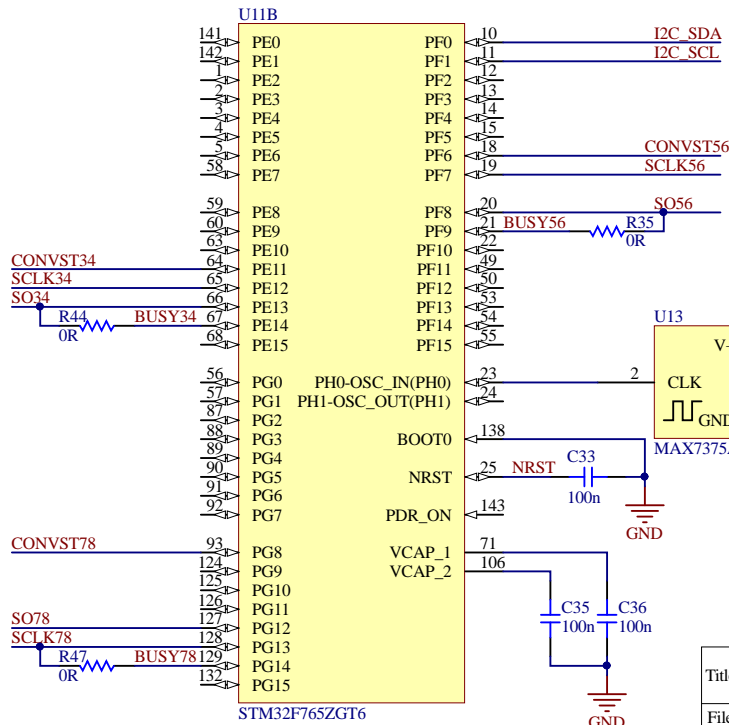 U11B
141 PE0 PF0 10 I2C_SDA
142 PE1 PF1 11 I2C_SCL
1 PE2 PF2 12
2 PE3 PF3 13
3 PE4 PF4 14
4 PE5 PF5 15
5 PE6 PF6 18 CONVST56
58 PE7 PF7 19 SCLK56
59 PE8 PF8 20 SO56
60 PE9 PF9 21 BUSY56 R35
0R
63 PE10 PF10 22
CONVST34 64 PE11 PF11 49
SCLK34 65 PE12 PF12 50
SO34 66 PE13 PF13 53
R44 BUSY34 67 PE14 PF14 54
0R
68 PE15 PF15 55
U13
V
56 PG0 PH0-OSC_IN(PH0) 23 2 CLK
57 PG1 PH1-OSC_OUT(PH1) 24
87 PG2
GND
88 PG3 BOOT0 138
MAX7375
89 PG4
90 PG5 NRST 25 NRST C33
100n
91 PG6
92 PG7 PDR_ON 143
GND
CONVST78 93 PG8 VCAP_1 71
124 PG9 VCAP_2 106
125 PG10
126 PG11 C35 C36
100n 100n
SO78 127 PG12
SCLK78 128 PG13
R47 BUSY78 129 PG14
0R
132 PG15
Title
STM32F765ZGT6
GND
File